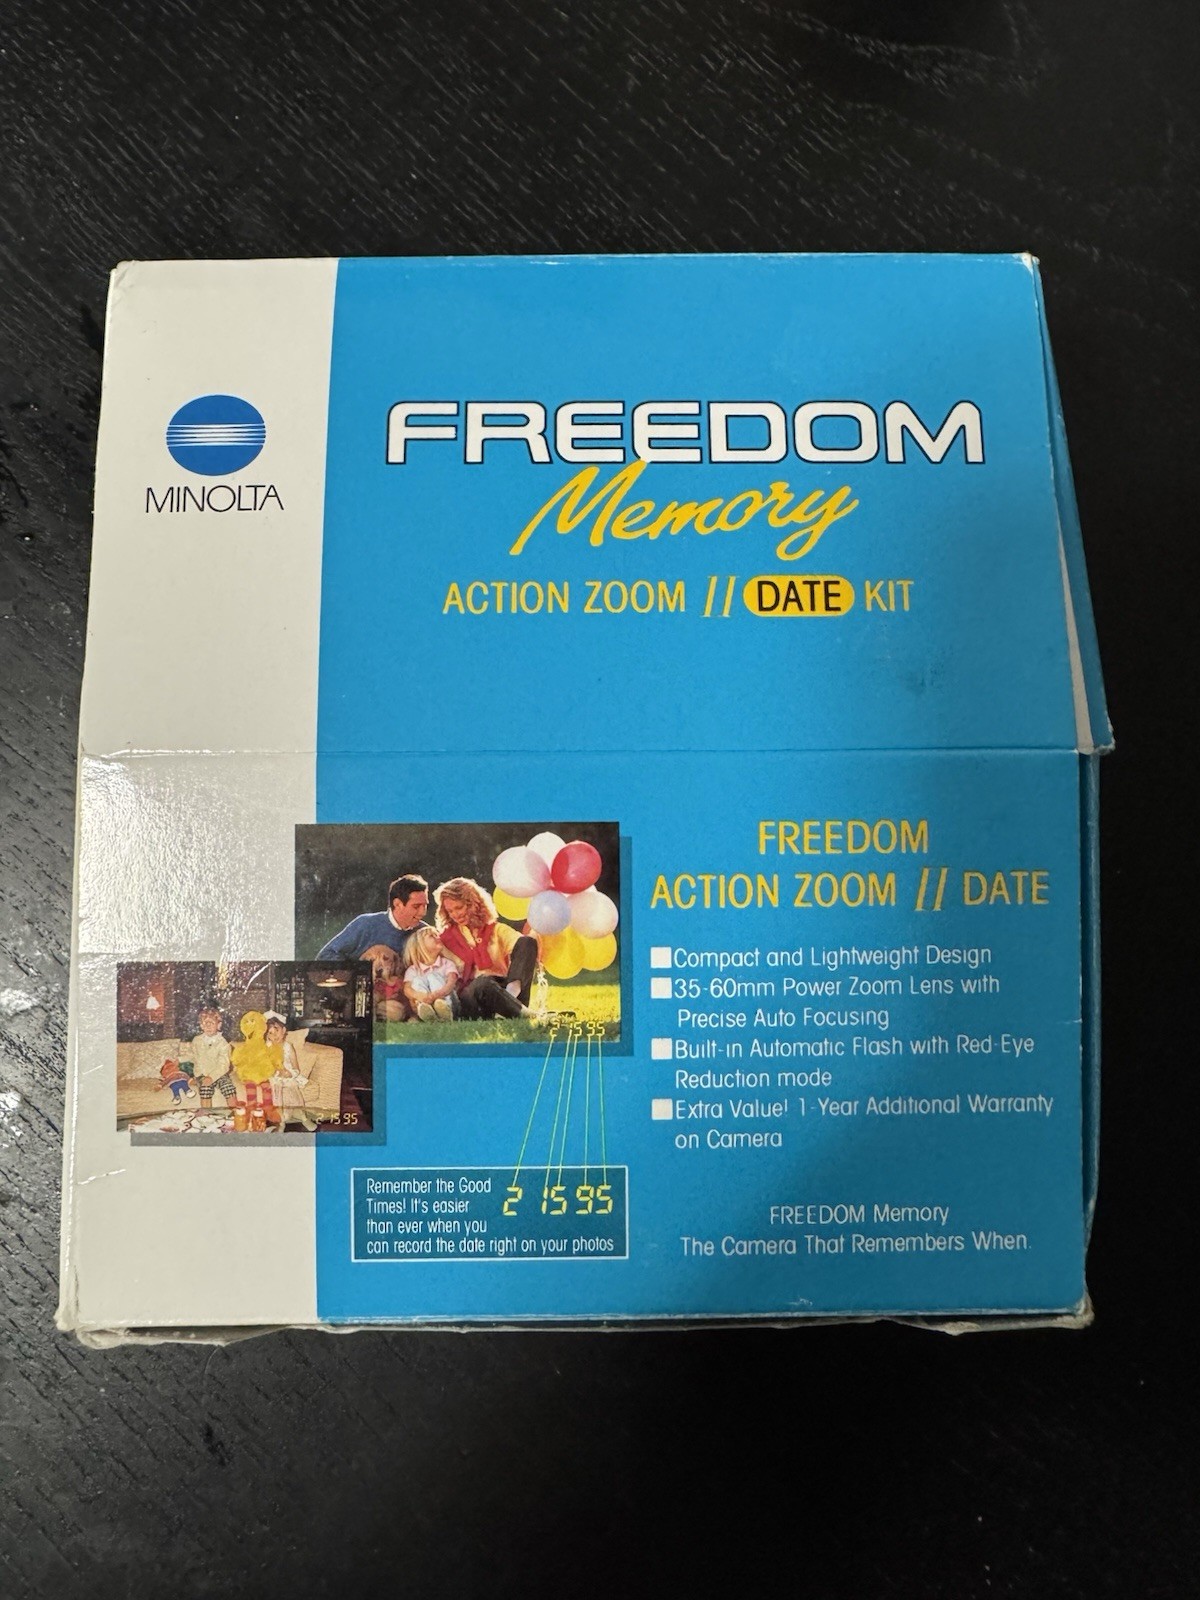 MINOLTA
FREEDOM
Memory
ACTION ZOOM II DATE KIT
FREEDOM
ACTION ZOOM II DATE
Compact and Lightweight Design
35-60mm Power Zoom Lens with
Precise Auto Focusing
Built-in Automatic Flash with Red-Eye
Reduction mode
Extra Value! 1-Year Additional Warranty
on Camera
2 15 95
2 15 95
Remember the Good
Times! It's easier
than ever when you
can record the date right on your photos
2 15 95
FREEDOM Memory
The Camera That Remembers When.